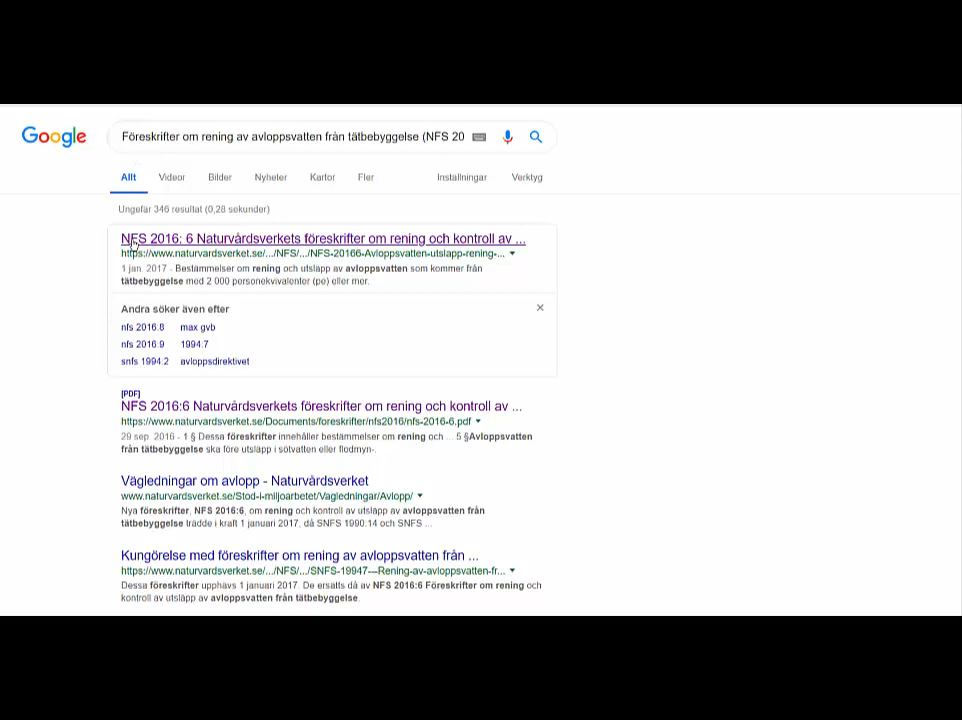 Google
Föreskrifter om rening av avloppsvatten från tätbebyggelse (NFS 20
Allt Videor Bilder Nyheter Kartor Fler Inställningar Verktyg
Ungefär 346 resultat (0,28 sekunder)
NFS 2016: 6 Naturvårdsverkets föreskrifter om rening och kontroll av ...
https://www.naturvardsverket.se/.../NFS/.../NFS-20166-Avloppsvatten-utslapp-rening-...
1 jan. 2017 - Bestämmelser om rening och utsläpp av avloppsvatten som kommer från
tätbebyggelse med 2 000 personekvivalenter (pe) eller mer.
Andra söker även efter
nfs 2016:8 max gvb
nfs 2016:9 1994:7
snfs 1994:2 avloppsdirektivet
[PDF]
NFS 2016:6 Naturvårdsverkets föreskrifter om rening och kontroll av ...
https://www.naturvardsverket.se/Documents/foreskrifter/nfs2016/nfs-2016-6.pdf
29 sep. 2016 - 1 § Dessa föreskrifter innehåller bestämmelser om rening och ... 5 §Avloppsvatten
från tätbebyggelse ska före utsläpp i sötvatten eller flodmyn-.
Vägledningar om avlopp - Naturvårdsverket
www.naturvardsverket.se/Stod-i-miljoarbetet/Vagledningar/Avlopp/
Nya föreskrifter, NFS 2016:6, om rening och kontroll av utsläpp av avloppsvatten från
tätbebyggelse trädde i kraft 1 januari 2017, då SNFS 1990:14 och SNFS ...
Kungörelse med föreskrifter om rening av avloppsvatten från ...
https://www.naturvardsverket.se/.../NFS/.../SNFS-19947---Rening-av-avloppsvatten-fr...
Dessa föreskrifter upphävs 1 januari 2017. De ersätts då av NFS 2016:6 Föreskrifter om rening och
kontroll av utsläpp av avloppsvatten från tätbebyggelse.